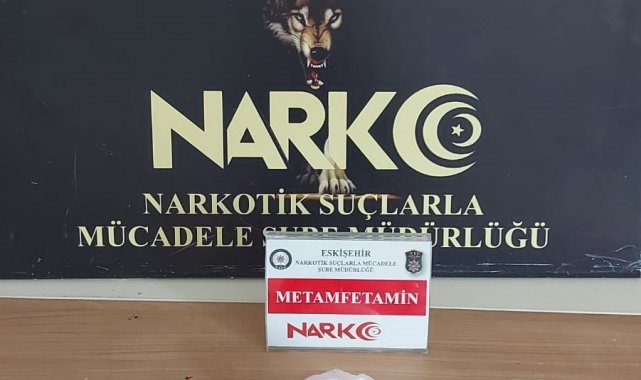 NARKO
NARKOTİK SUÇLARLA
MÜCADELE ŞUBE MÜDÜRLÜĞÜ
ESKİŞEHİR
NARKOTİK SUÇLARLA MÜCADELE
ŞUBE MÜDÜRLÜĞÜ
METAMFETAMİN
NARKO